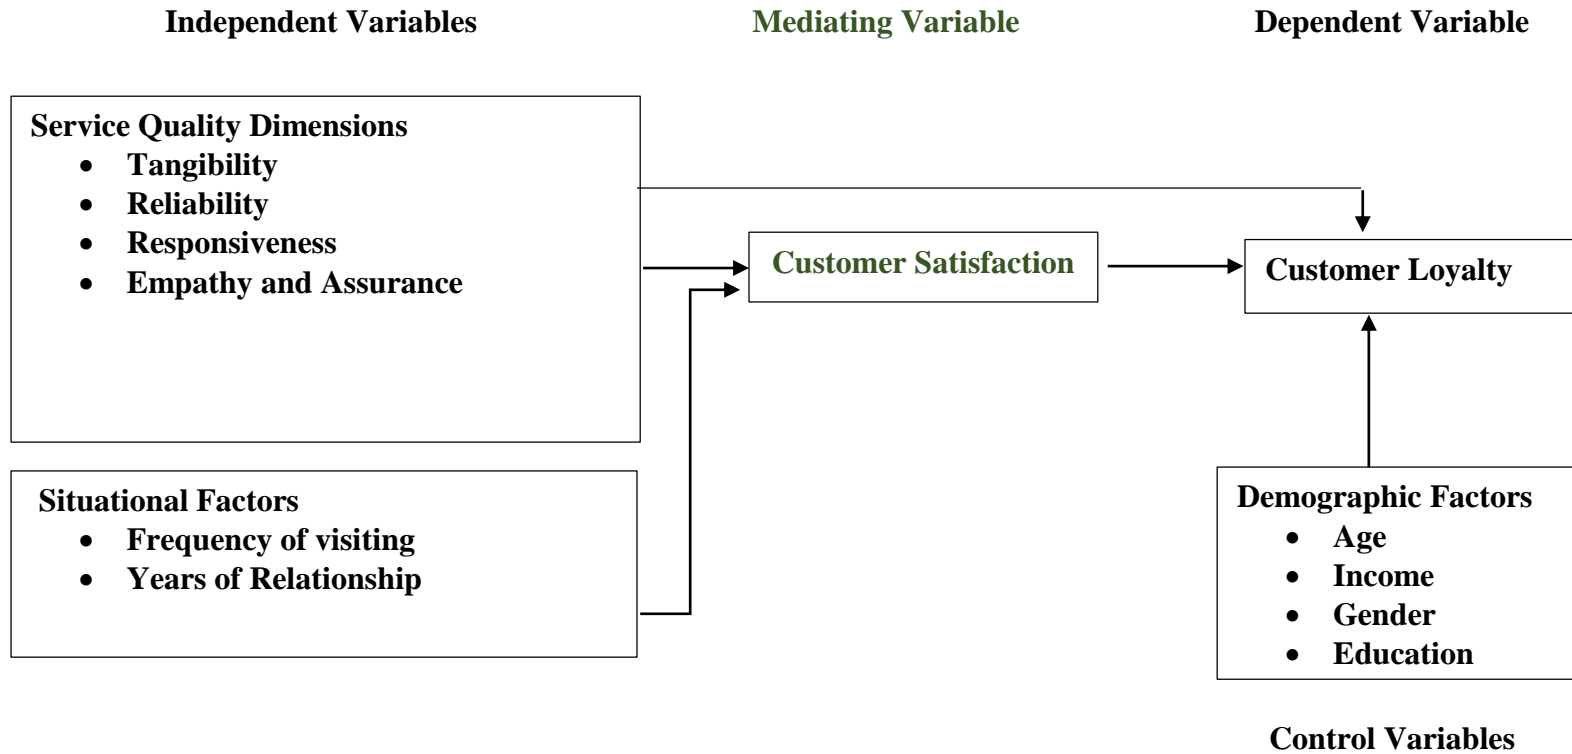 Independent Variables
Mediating Variable
Dependent Variable
Service Quality Dimensions
• Tangibility
• Reliability
• Responsiveness
• Empathy and Assurance
Customer Satisfaction
Customer Loyalty
Situational Factors
• Frequency of visiting
• Years of Relationship
Demographic Factors
• Age
• Income
• Gender
• Education
Control Variables